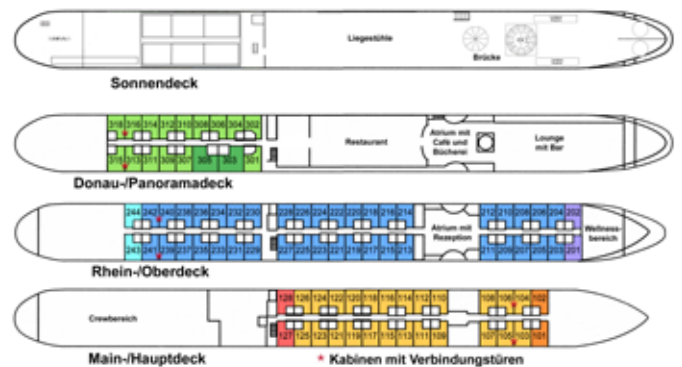 Liegestühle
Brücke
Sonnendeck
318 316 314 312 310 308 306 304 302
Restaurant
Atrium mit
Café und
Bücherei
Lounge
mit Bar
315 313 311 309 307 305 303 301
Donau-/Panoramadeck
244 242 240 238 236 234 232 230 228 226 224 222 220 218 216 214 212 210 208 206 204 202
Atrium mit
Rezeption
Wellness-
bereich
243 241 239 237 235 233 231 229 227 225 223 221 219 217 215 213 211 209 207 205 203 201
Rhein-/Oberdeck
128 126 124 122 120 118 116 114 112 110 108 106 104 102
Crewbereich
127 125 123 121 119 117 115 113 111 109 107 105 103 101
Main-/Hauptdeck
* Kabinen mit Verbindungstüren